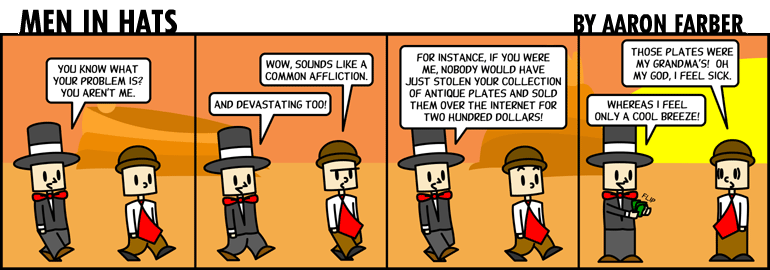 MEN IN HATS
BY AARON FARBER
YOU KNOW WHAT
YOUR PROBLEM IS?
YOU AREN'T ME.
WOW, SOUNDS LIKE A
COMMON AFFLICTION.
AND DEVASTATING TOO!
FOR INSTANCE, IF YOU WERE
ME, NOBODY WOULD HAVE
JUST STOLEN YOUR COLLECTION
OF ANTIQUE PLATES AND SOLD
THEM OVER THE INTERNET FOR
TWO HUNDRED DOLLARS!
THOSE PLATES WERE
MY GRANDMA'S! OH
MY GOD, I FEEL SICK.
WHEREAS I FEEL
ONLY A COOL BREEZE!
FLIP